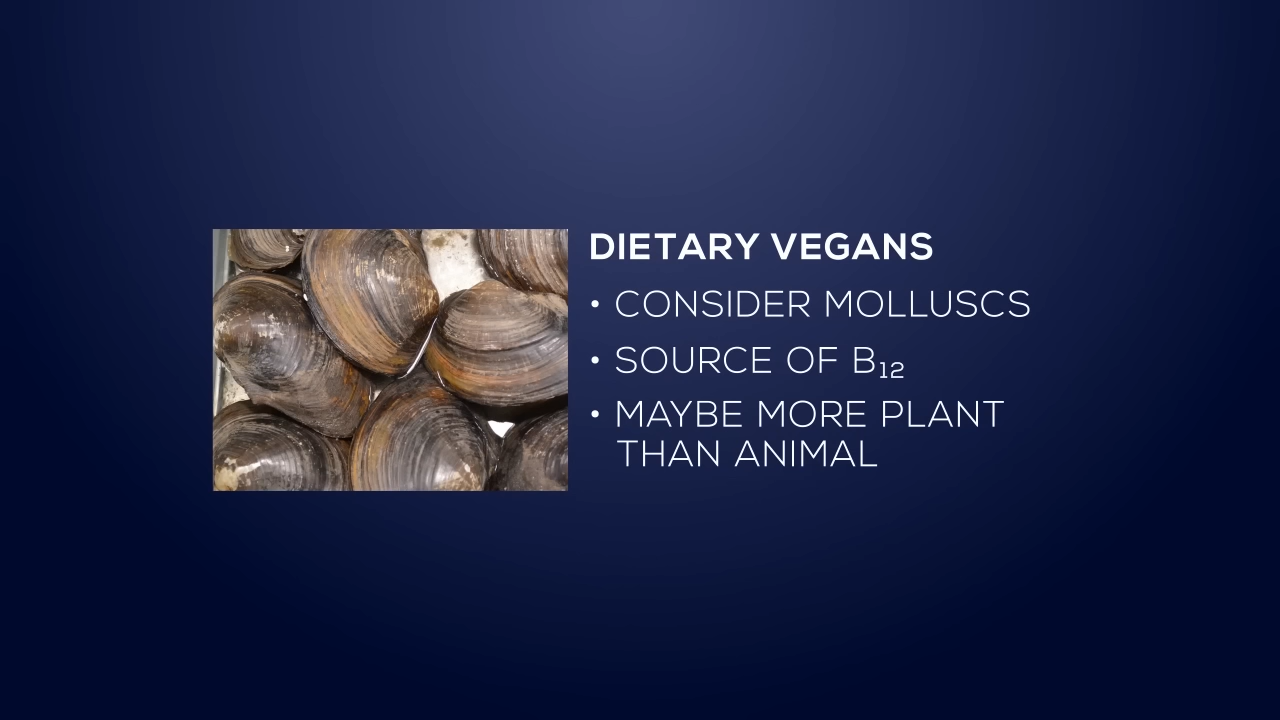 DIETARY VEGANS
• CONSIDER MOLLUSCS
• SOURCE OF B₁₂
• MAYBE MORE PLANT
THAN ANIMAL